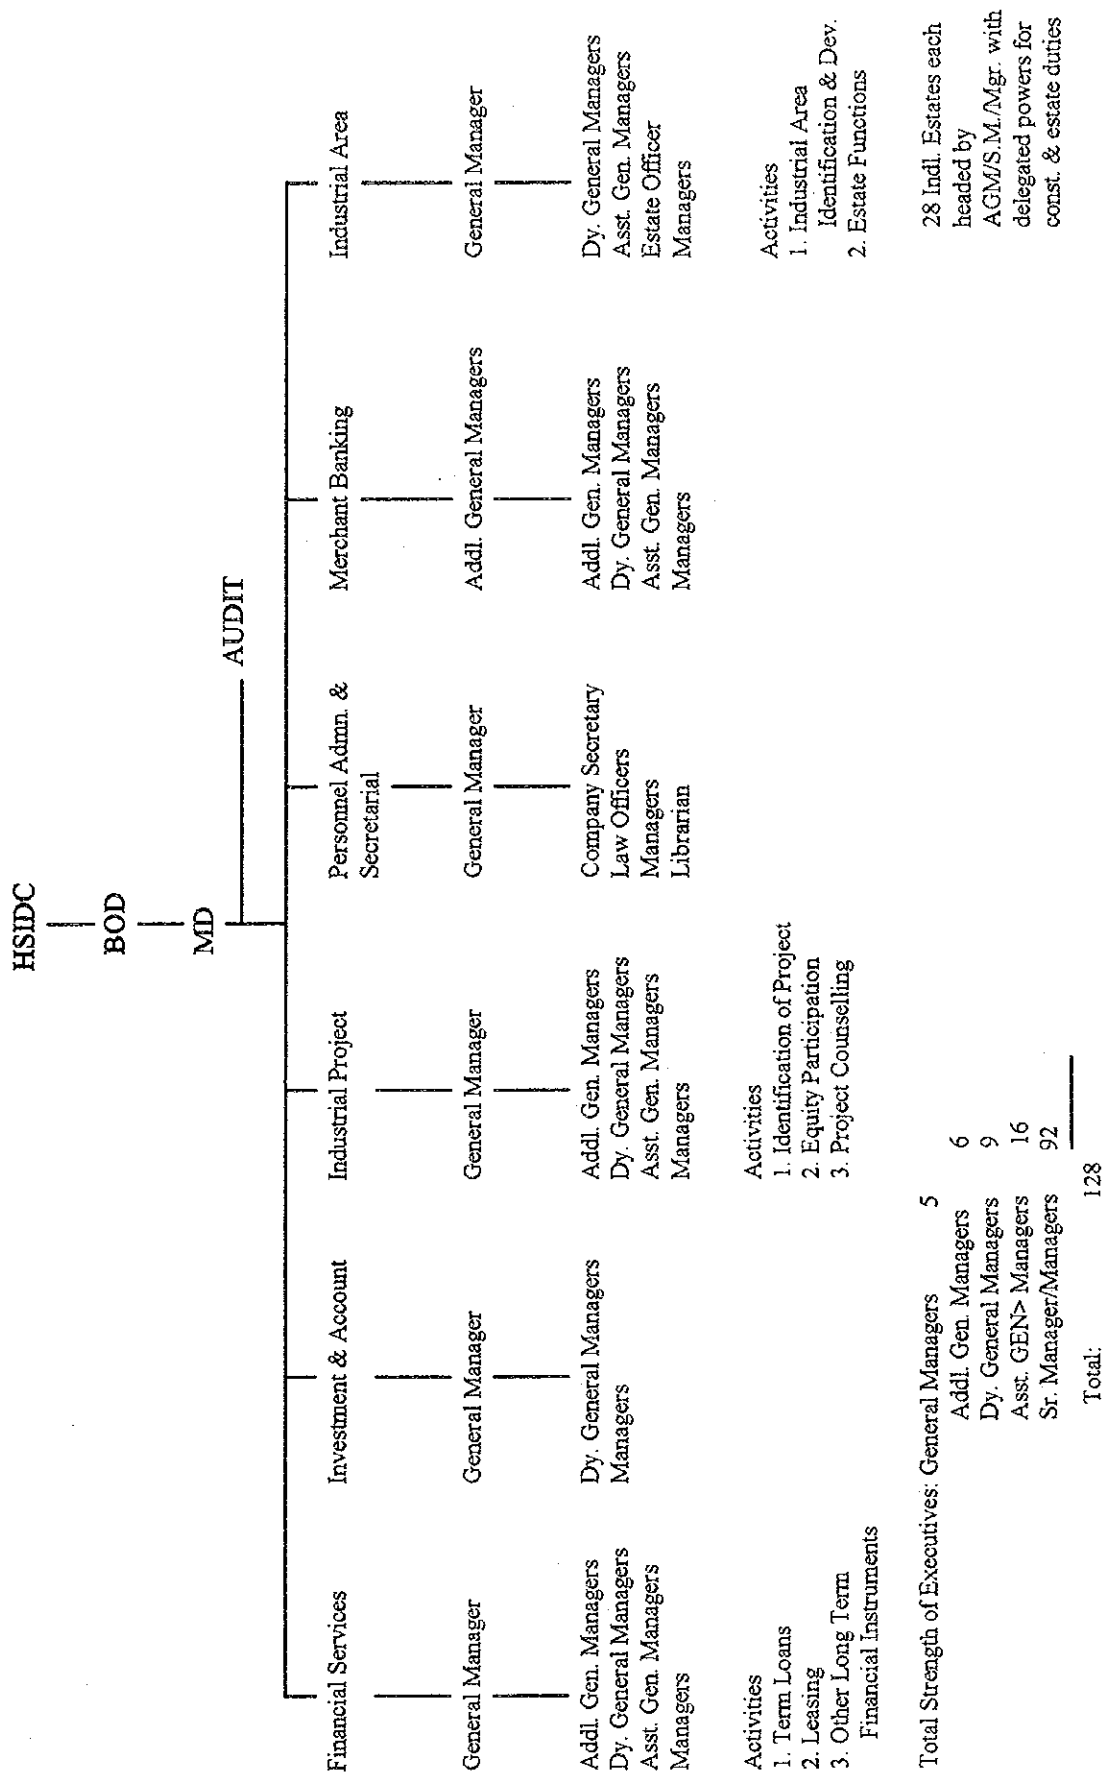 HSIDC
BOD
MD
AUDIT
Financial Services
General Manager
Addl. Gen. Managers
Dy. General Managers
Asst. Gen. Managers
Managers
Activities
1. Term Loans
2. Leasing
3. Other Long Term
Financial Instruments
Investment & Account
General Manager
Dy. General Managers
Managers
Industrial Project
General Manager
Addl. Gen. Managers
Dy. General Managers
Asst. Gen. Managers
Managers
Activities
1. Identification of Project
2. Equity Participation
3. Project Counselling
Personnel Admn. &
Secretarial
General Manager
Company Secretary
Law Officers
Managers
Librarian
Merchant Banking
Addl. General Managers
Addl. Gen. Managers
Dy. General Managers
Asst. Gen. Managers
Managers
Industrial Area
General Manager
Dy. General Managers
Asst. Gen. Managers
Estate Officer
Managers
Activities
1. Industrial Area
Identification & Dev.
2. Estate Functions
28 Indl. Estates each
headed by
AGM/S.M./Mgr. with
delegated powers for
const. & estate duties
Total Strength of Executives: General Managers 5
Addl. Gen. Managers 6
Dy. General Managers 9
Asst. GEN> Managers 16
Sr. Manager/Managers 92
Total: 128